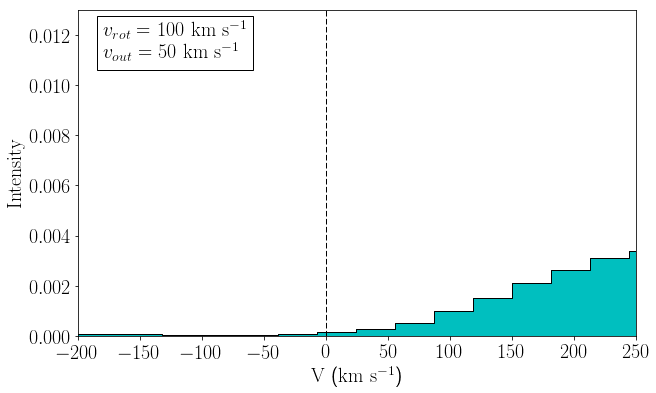 v_rot = 100 km s⁻¹
v_out = 50 km s⁻¹
0.012
0.010
0.008
0.006
0.004
0.002
0.000
Intensity
−200 −150 −100 −50 0 50 100 150 200 250
V (km s⁻¹)